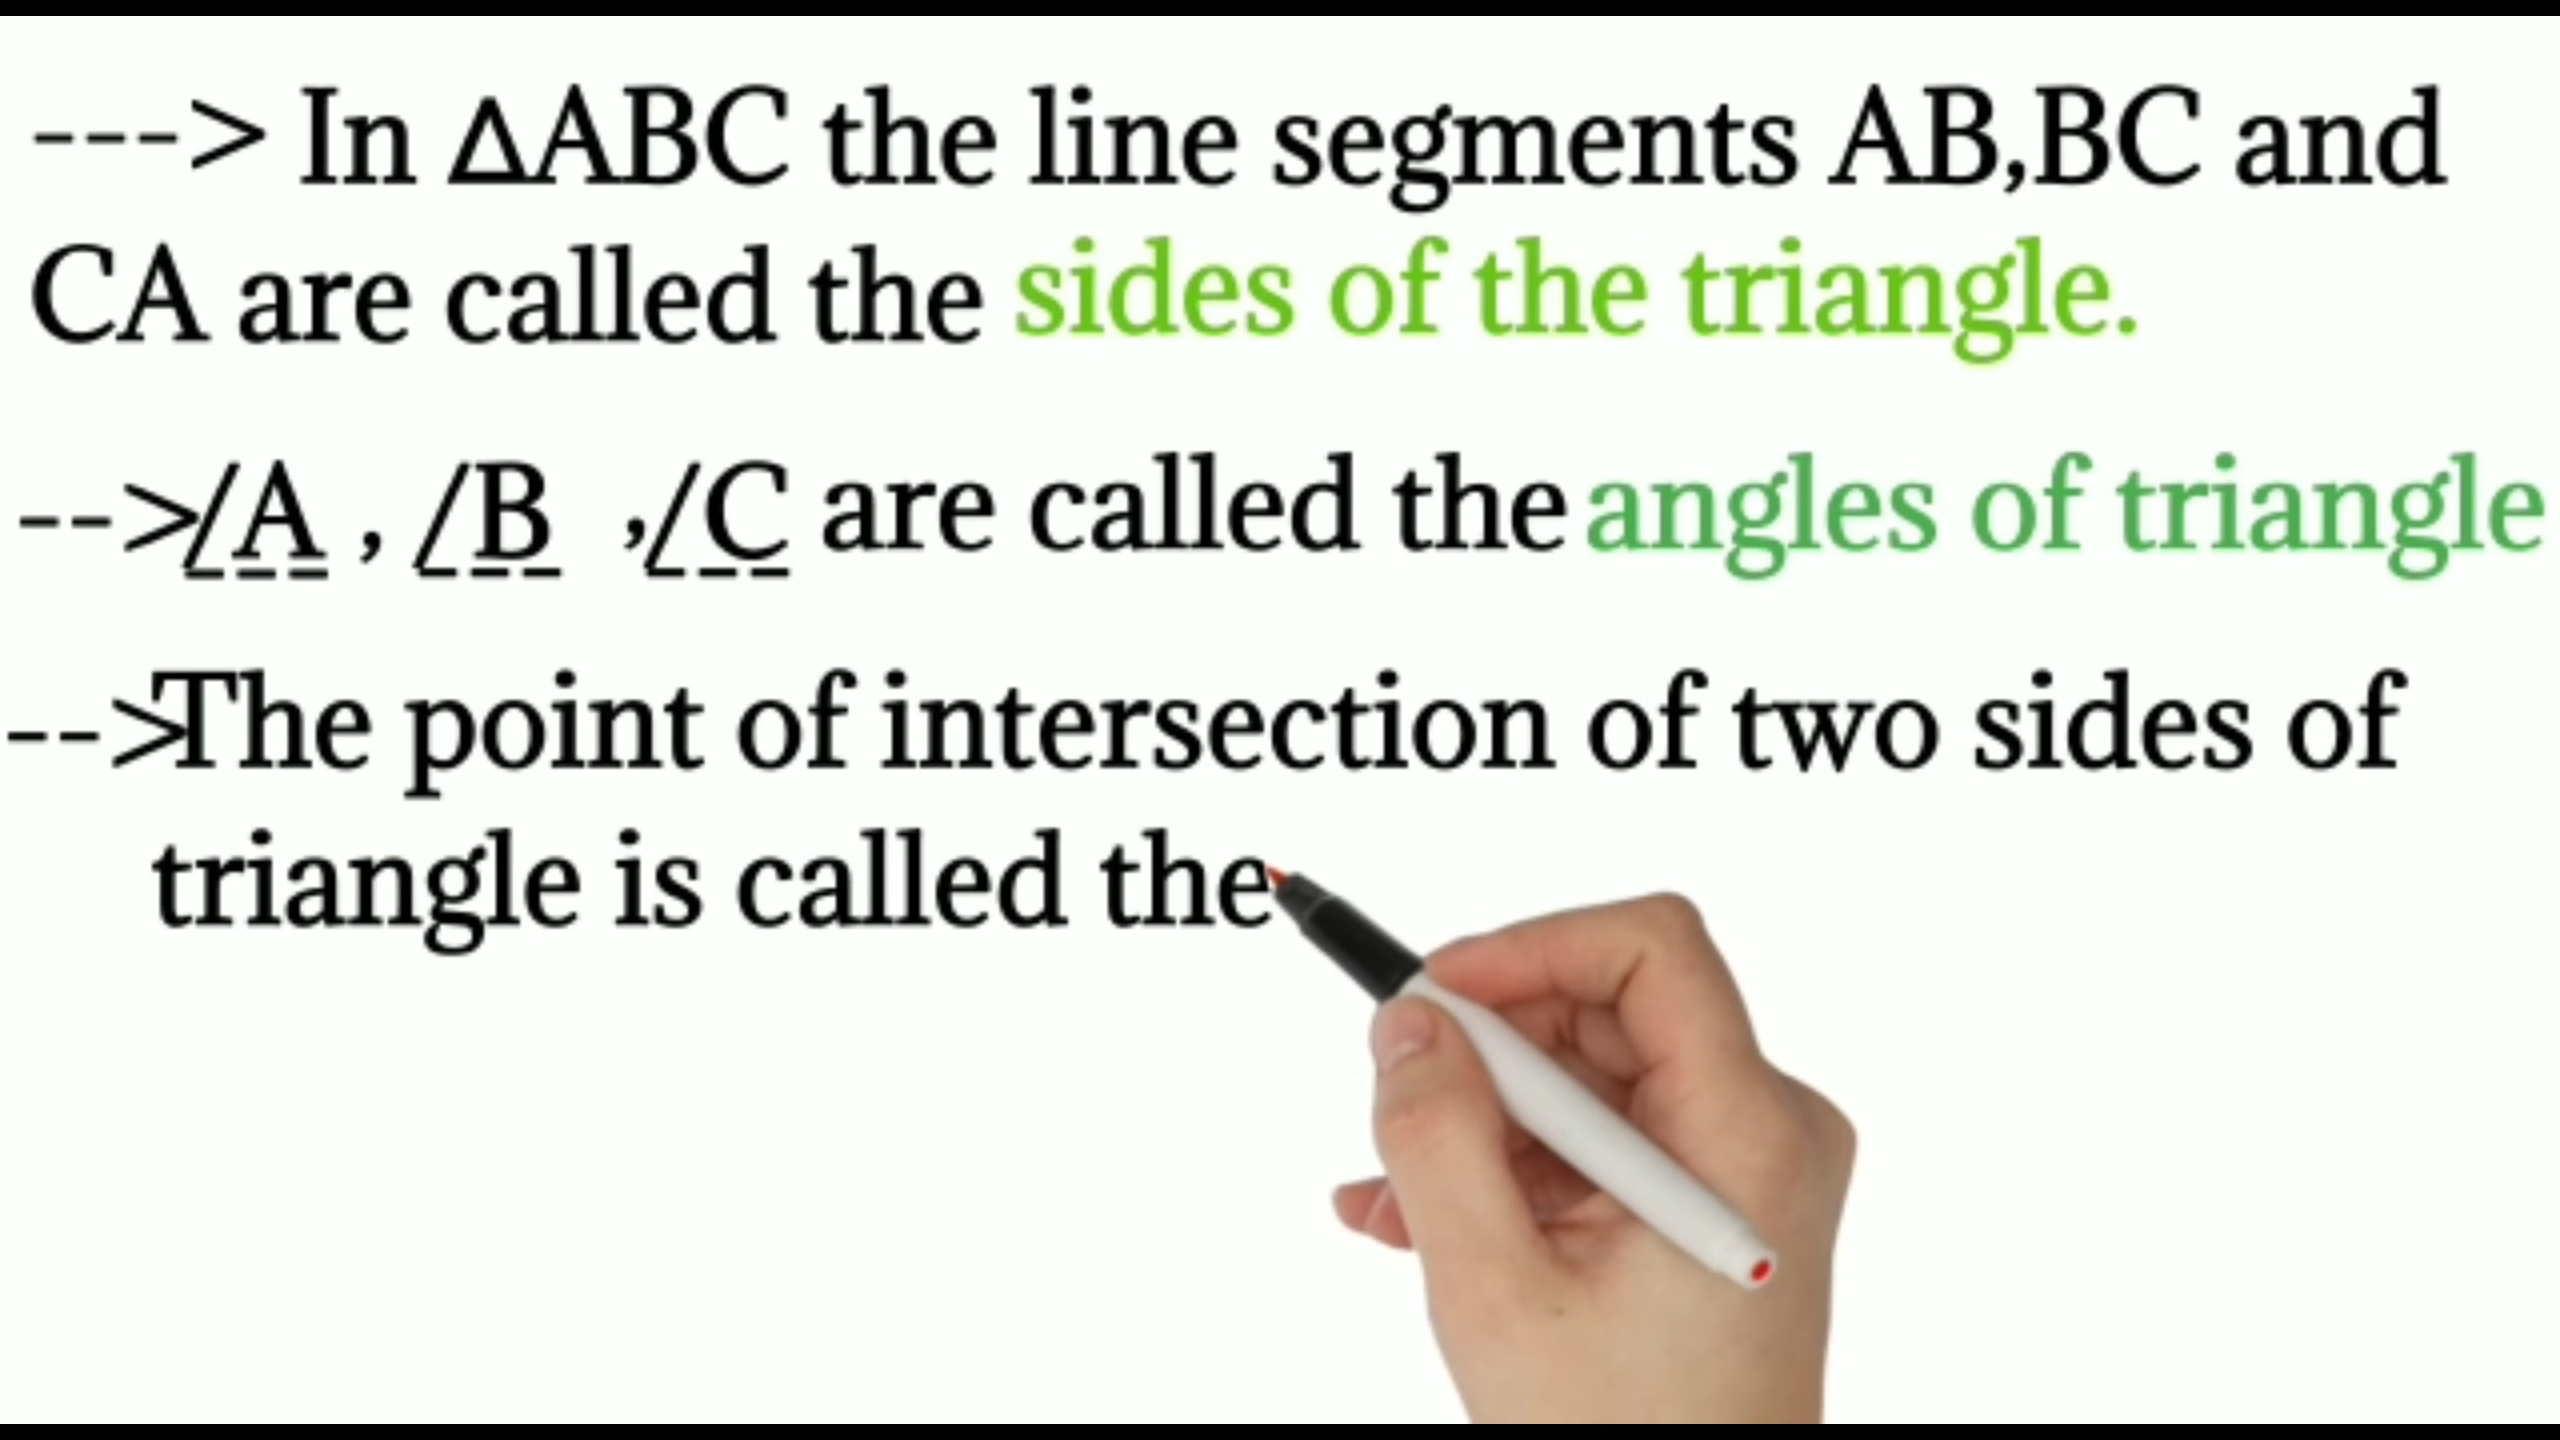 ---> In ∆ABC the line segments AB,BC and
CA are called the sides of the triangle.
-->/A , /B ,/C are called the angles of triangle
-->The point of intersection of two sides of
triangle is called the